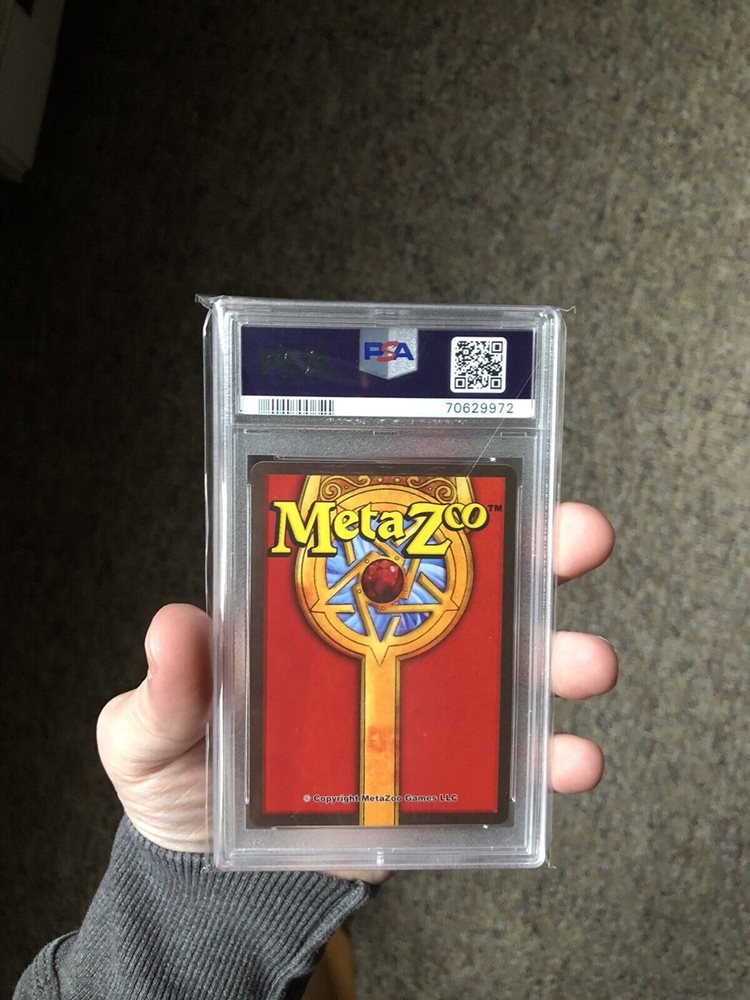 PSA
70629972
MetaZoo™
© Copyright MetaZoo Games LLC